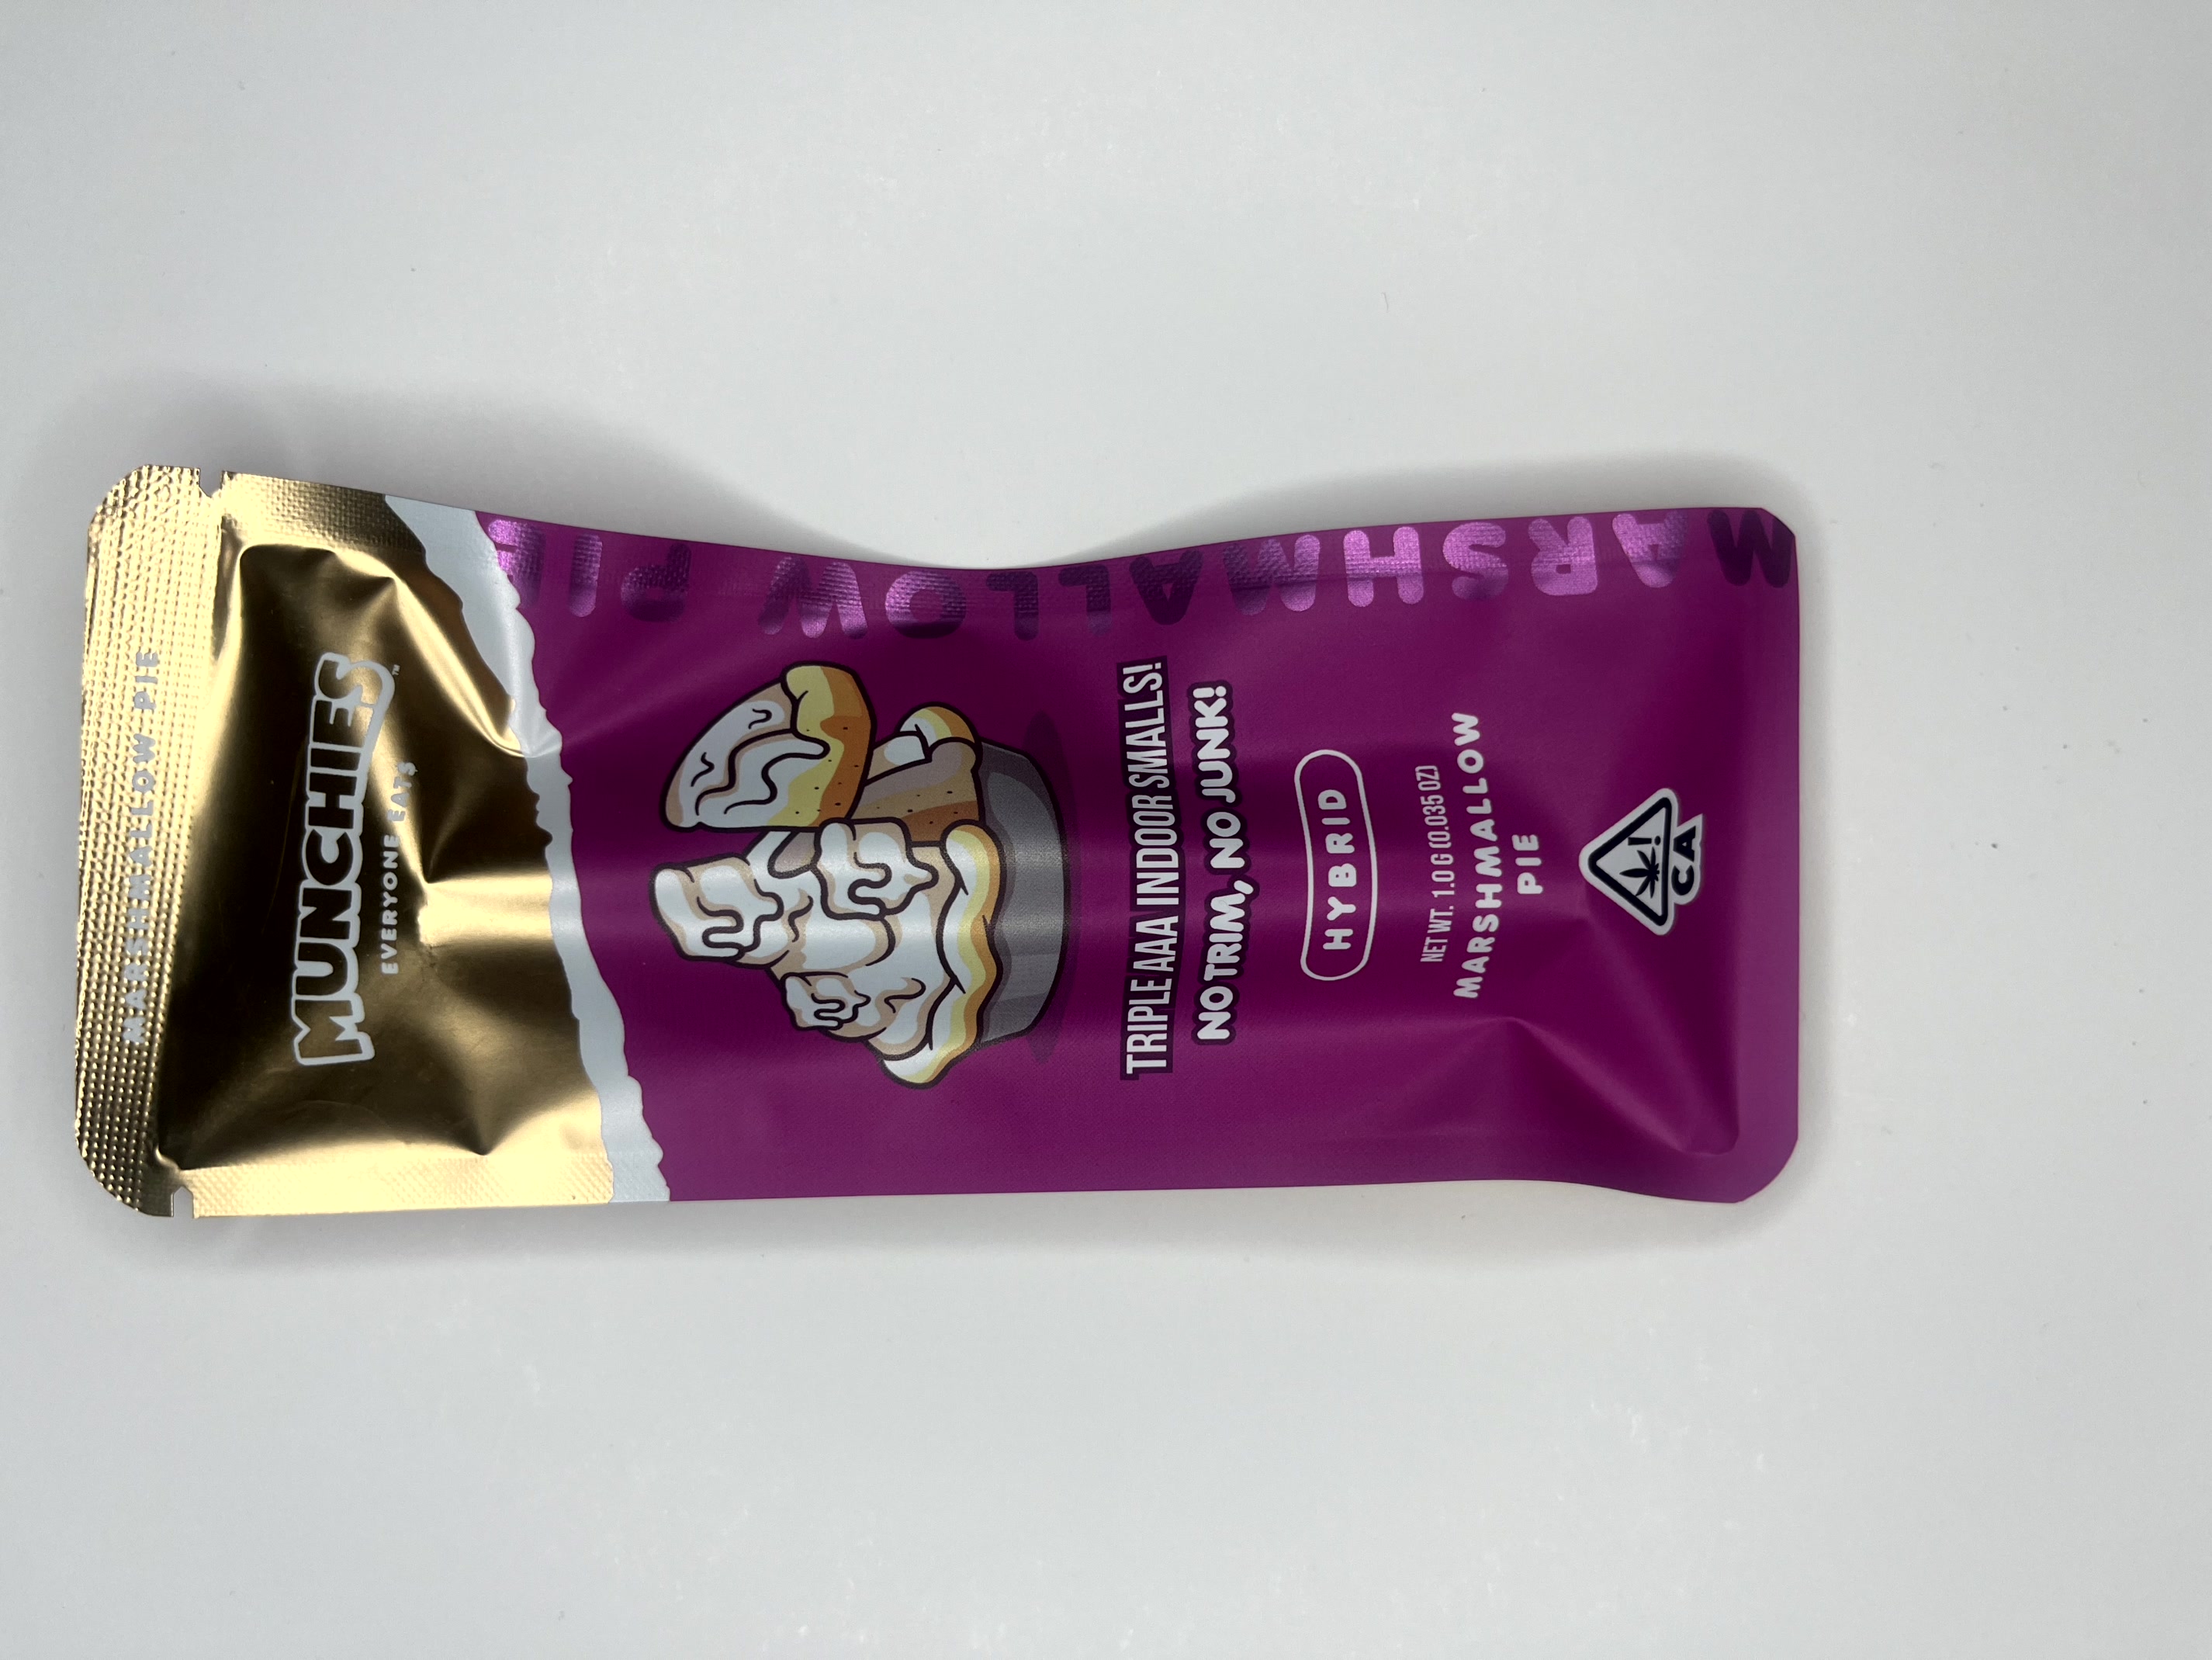 MARSHMALLOW PIE
MUNCHIES
™
EVERYONE EATS
TRIPLE AAA INDOOR SMALLS!
NO TRIM, NO JUNK!
HYBRID
NET WT. 1.0 G (0.035 OZ)
MARSHMALLOW
PIE
!
CA
MARSHMALLOW PIE